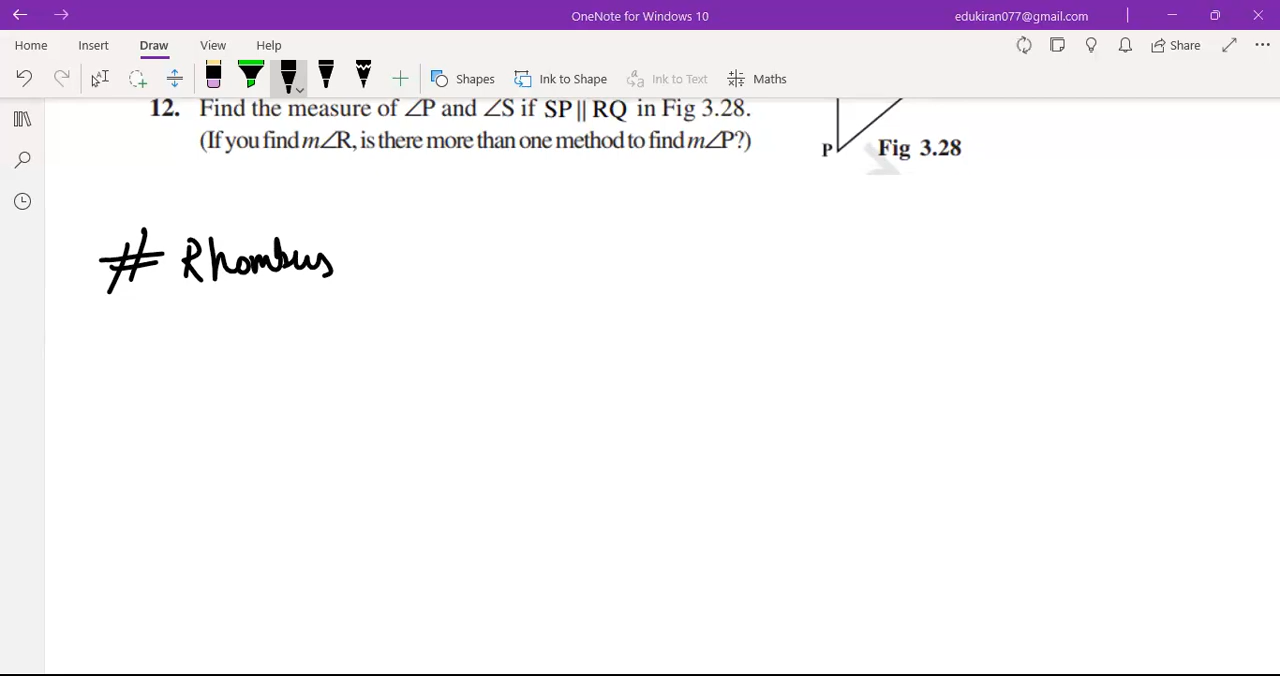 OneNote for Windows 10
edukiran077@gmail.com
Home Insert Draw View Help
Share
Shapes Ink to Shape Ink to Text Maths
12. Find the measure of ∠P and ∠S if SP || RQ in Fig 3.28.
(If you find m∠R, is there more than one method to find m∠P?)
P Fig 3.28
# Rhombus